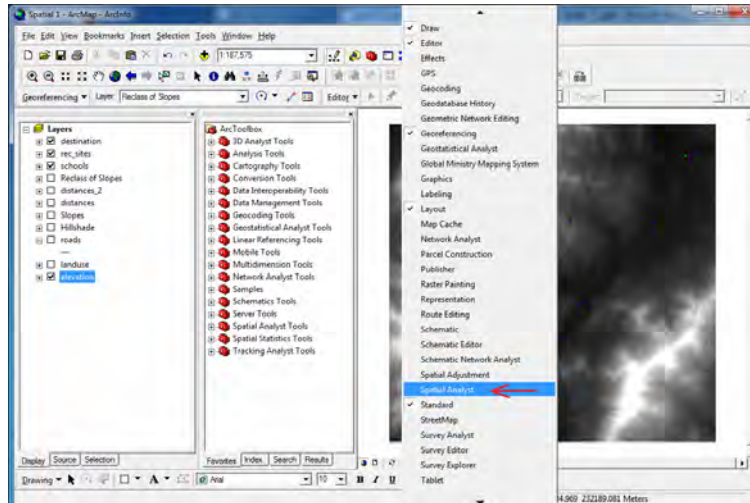 Spatial 1 - ArcMap - ArcInfo
File Edit View Bookmarks Insert Selection Tools Window Help
1:187,575
Georeferencing Layer: Reclass of Slopes Editor
Layers
destination
rec_sites
schools
Reclass of Slopes
distances_2
distances
Slopes
Hillshade
roads
landuse
elevation
Display Source Selection
ArcToolbox
3D Analyst Tools
Analysis Tools
Cartography Tools
Conversion Tools
Data Interoperability Tools
Data Management Tools
Geocoding Tools
Geostatistical Analyst Tools
Linear Referencing Tools
Mobile Tools
Multidimension Tools
Network Analyst Tools
Samples
Schematics Tools
Server Tools
Spatial Analyst Tools
Spatial Statistics Tools
Tracking Analyst Tools
Favorites Index Search Results
Draw
Editor
Effects
GPS
Geocoding
Geodatabase History
Geometric Network Editing
Georeferencing
Geostatistical Analyst
Global Ministry Mapping System
Graphics
Labeling
Layout
Map Cache
Network Analyst
Parcel Construction
Publisher
Raster Painting
Representation
Route Editing
Schematic
Schematic Editor
Schematic Network Analyst
Spatial Adjustment
Spatial Analyst
Standard
StreetMap
Survey Analyst
Survey Editor
Survey Explorer
Tablet
Drawing A Arial 10 B I U
232189.081 Meters